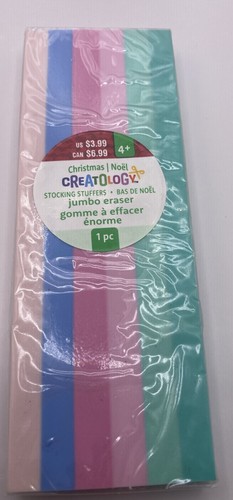 US $3.99
CAN $6.99
4+
Christmas | Noël
CREATOLOGY
STOCKING STUFFERS • BAS DE NOËL
jumbo eraser
gomme à effacer
énorme
1 pc